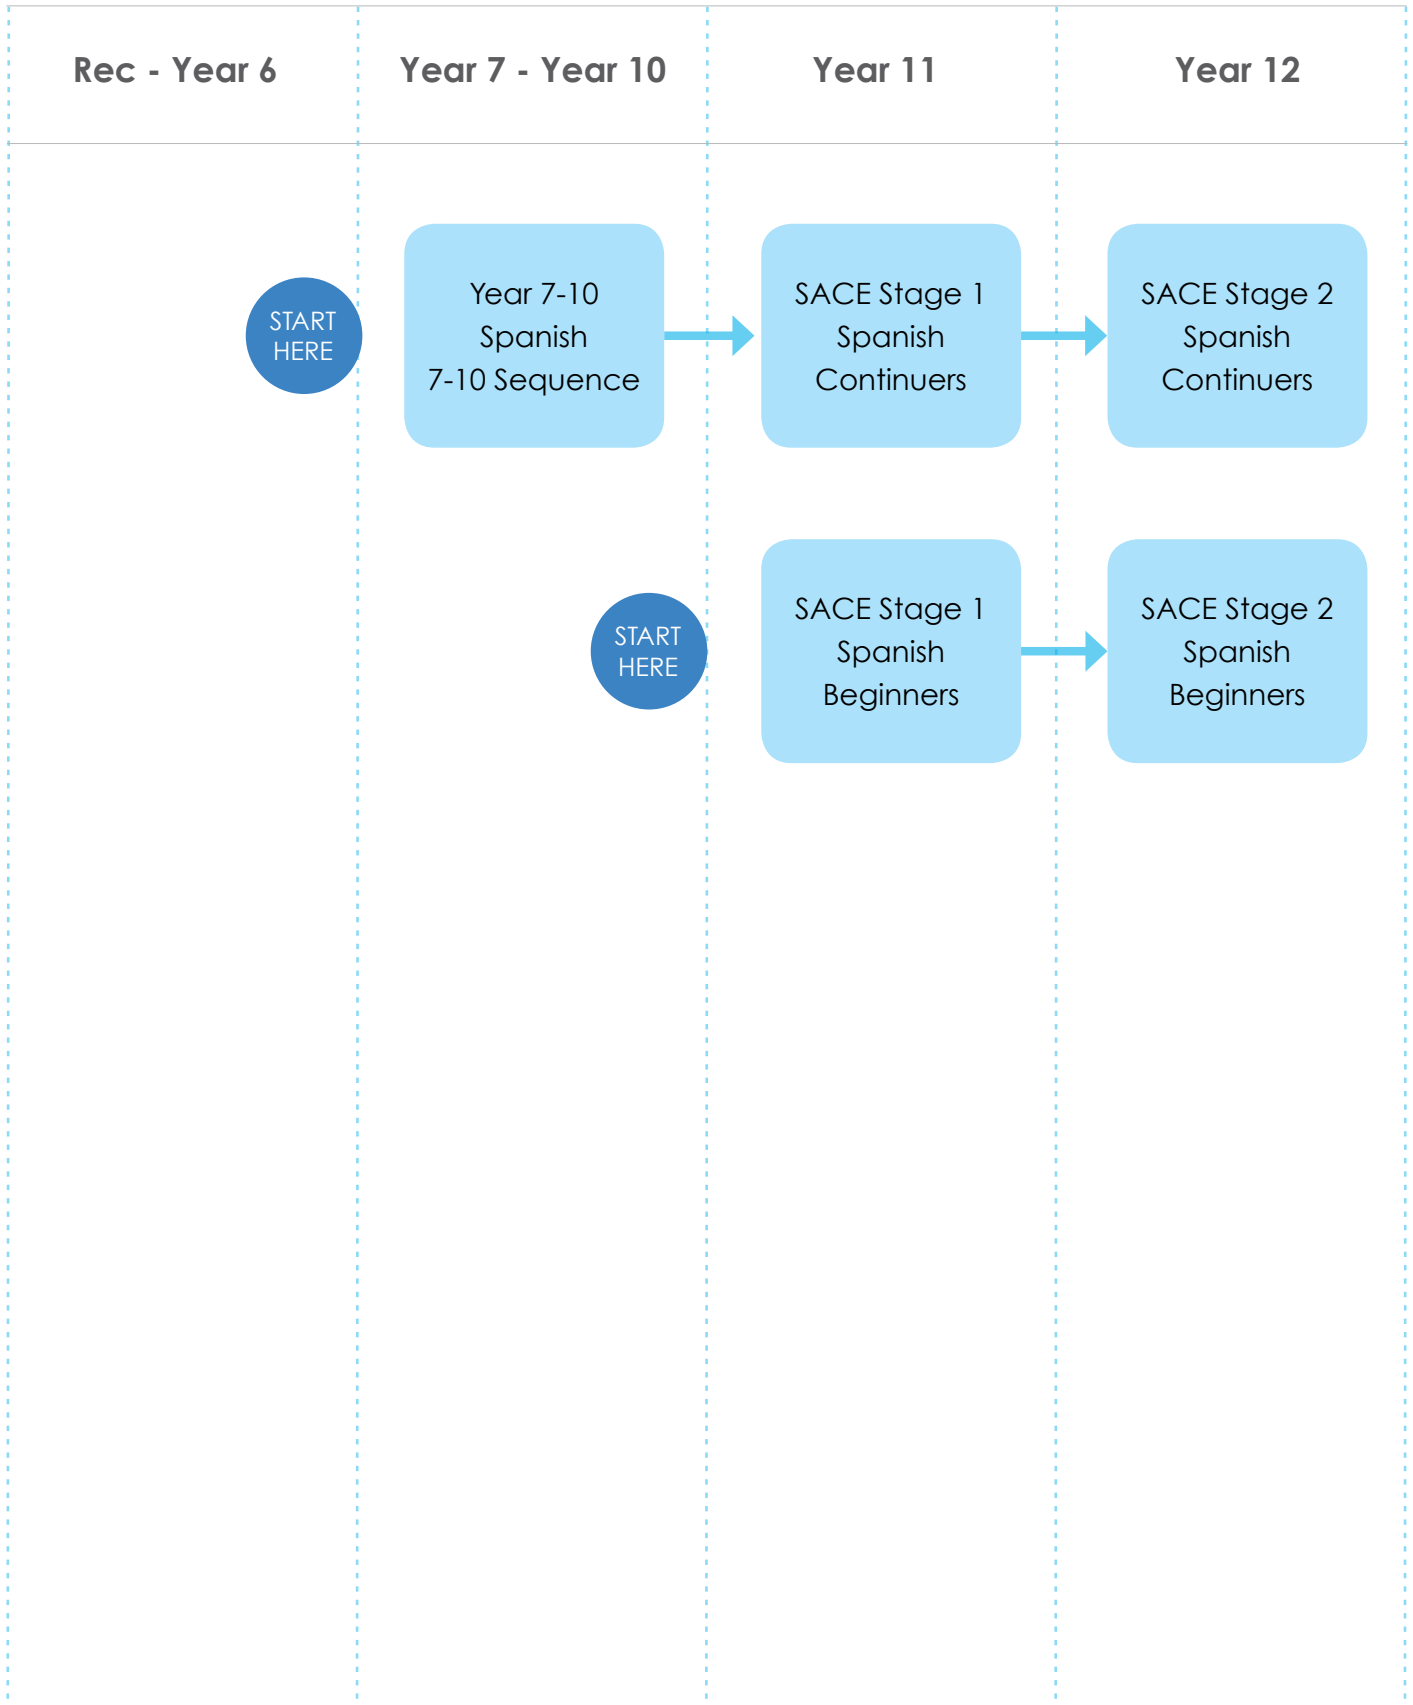 Rec - Year 6
Year 7 - Year 10
Year 11
Year 12
START
HERE
Year 7-10
Spanish
7-10 Sequence
SACE Stage 1
Spanish
Continuers
SACE Stage 2
Spanish
Continuers
START
HERE
SACE Stage 1
Spanish
Beginners
SACE Stage 2
Spanish
Beginners